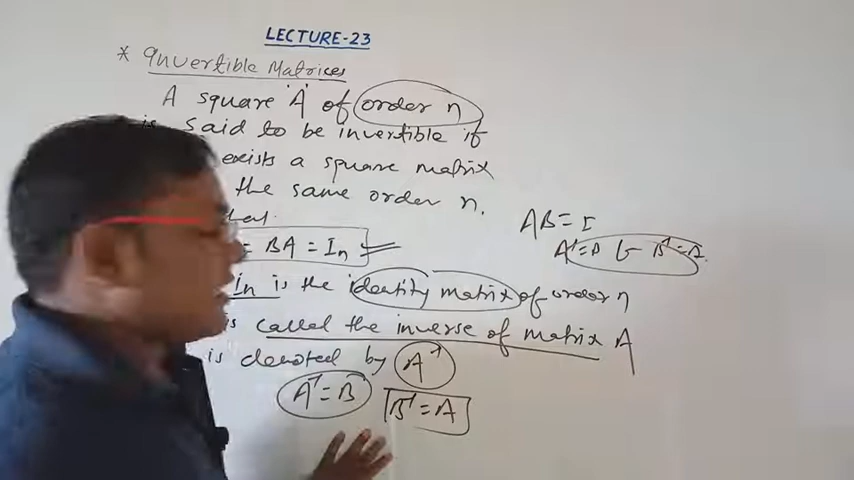 LECTURE-23
* Invertible Matrices
A square 'A' of order n
is said to be invertible if
exists a square matrix
the same order n.
= BA = In
AB = I
In is the identity matrix of order n
is called the inverse of matrix A
is denoted by A⁻¹
A⁻¹ = B
B⁻¹ = A